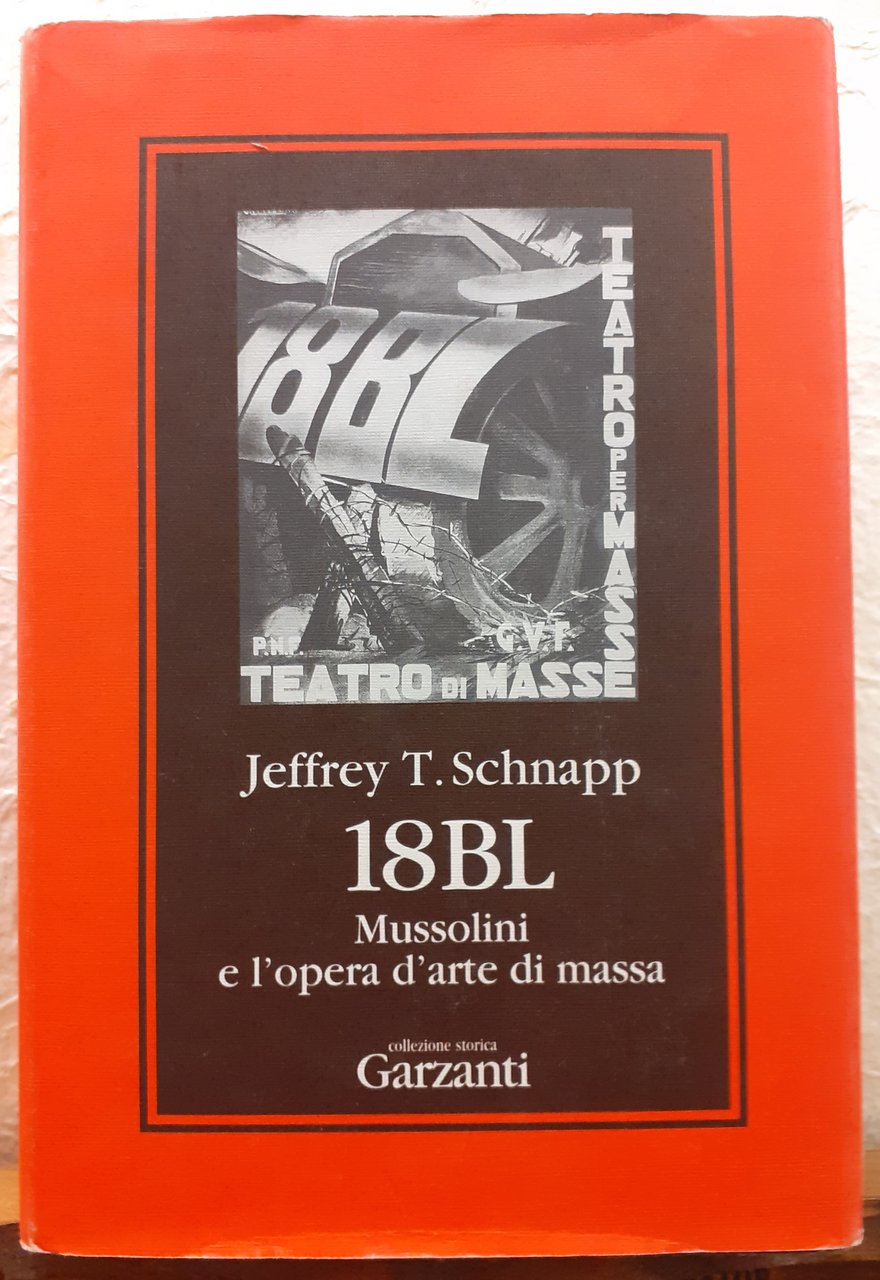 18BL
TEATRO PER MASSE
P.N.F.
G.V.F.
TEATRO DI MASSE
Jeffrey T. Schnapp
18BL
Mussolini
e l'opera d'arte di massa
collezione storica
Garzanti